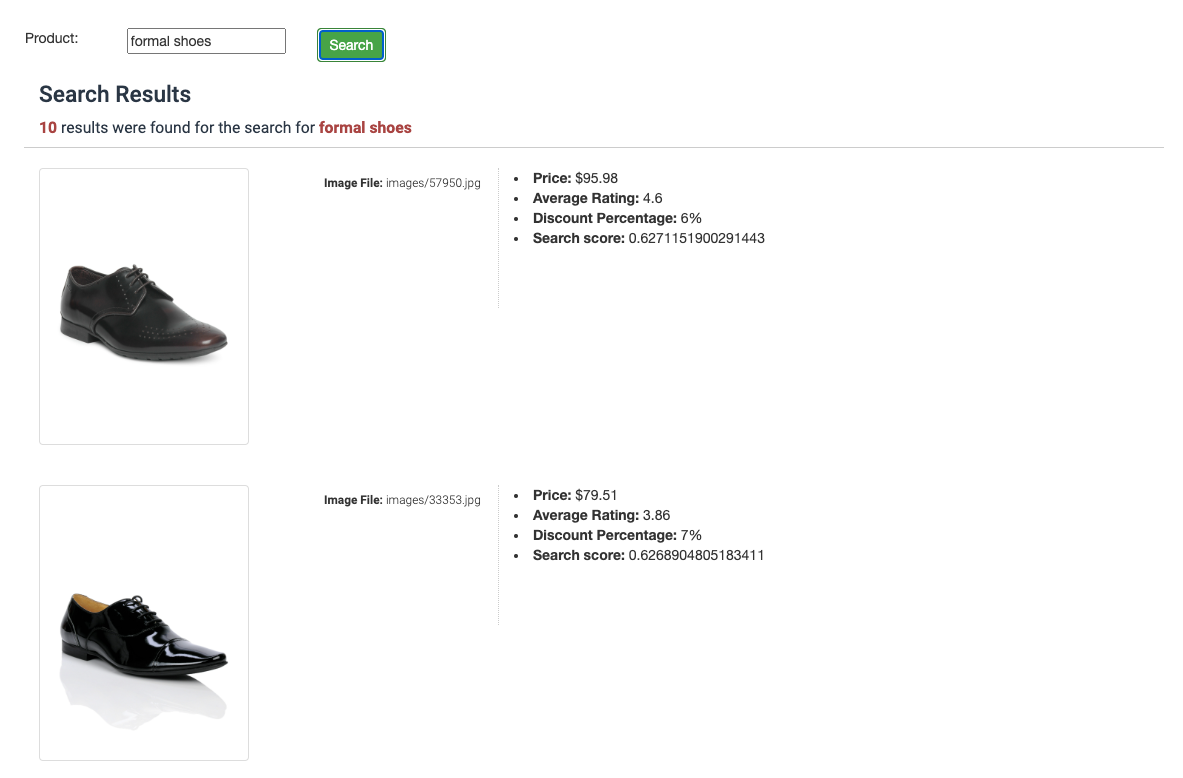 Product: formal shoes Search
Search Results
10 results were found for the search for formal shoes
Image File: images/57950.jpg
Price: $95.98
Average Rating: 4.6
Discount Percentage: 6%
Search score: 0.6271151900291443
Image File: images/33353.jpg
Price: $79.51
Average Rating: 3.86
Discount Percentage: 7%
Search score: 0.6268904805183411